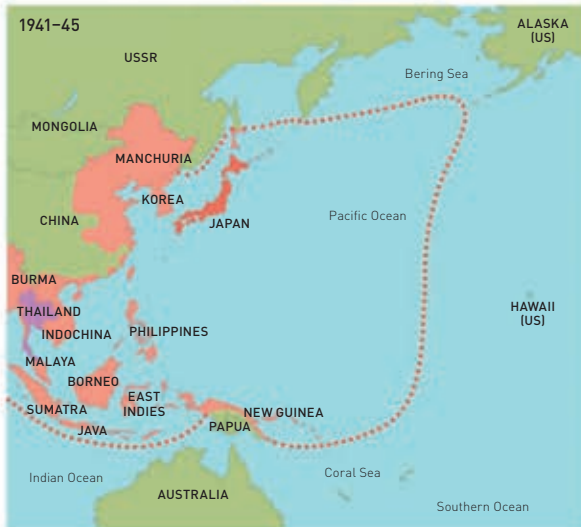 1941–45
ALASKA
(US)
USSR
Bering Sea
MONGOLIA
MANCHURIA
KOREA
JAPAN
CHINA
Pacific Ocean
BURMA
THAILAND
INDOCHINA
PHILIPPINES
HAWAII
(US)
MALAYA
BORNEO
SUMATRA
EAST
INDIES
NEW GUINEA
JAVA
PAPUA
Indian Ocean
Coral Sea
AUSTRALIA
Southern Ocean